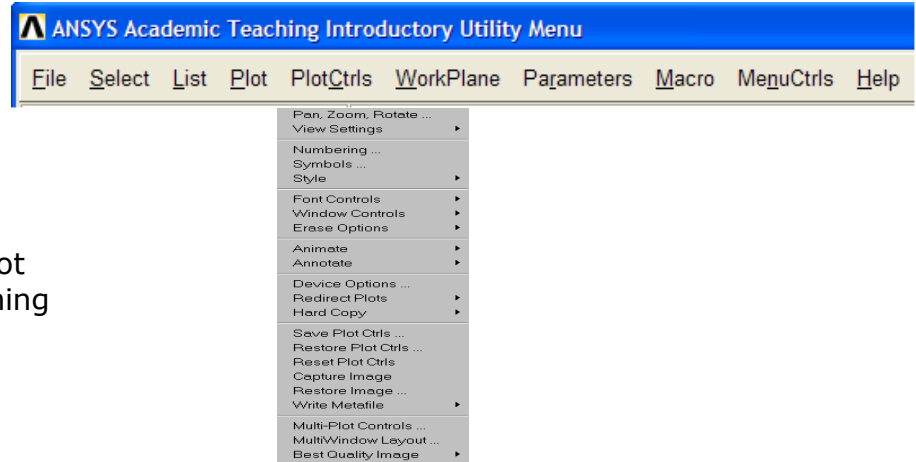 ANSYS Academic Teaching Introductory Utility Menu
File Select List Plot PlotCtrls WorkPlane Parameters Macro MenuCtrls Help
Pan, Zoom, Rotate ...
View Settings
Numbering ...
Symbols ...
Style
Font Controls
Window Controls
Erase Options
Animate
Annotate
Device Options ...
Redirect Plots
Hard Copy
Save Plot Ctrls ...
Restore Plot Ctrls ...
Reset Plot Ctrls
Capture Image
Restore Image ...
Write Metafile
Multi-Plot Controls ...
MultiWindow Layout ...
Best Quality Image
ot
ing